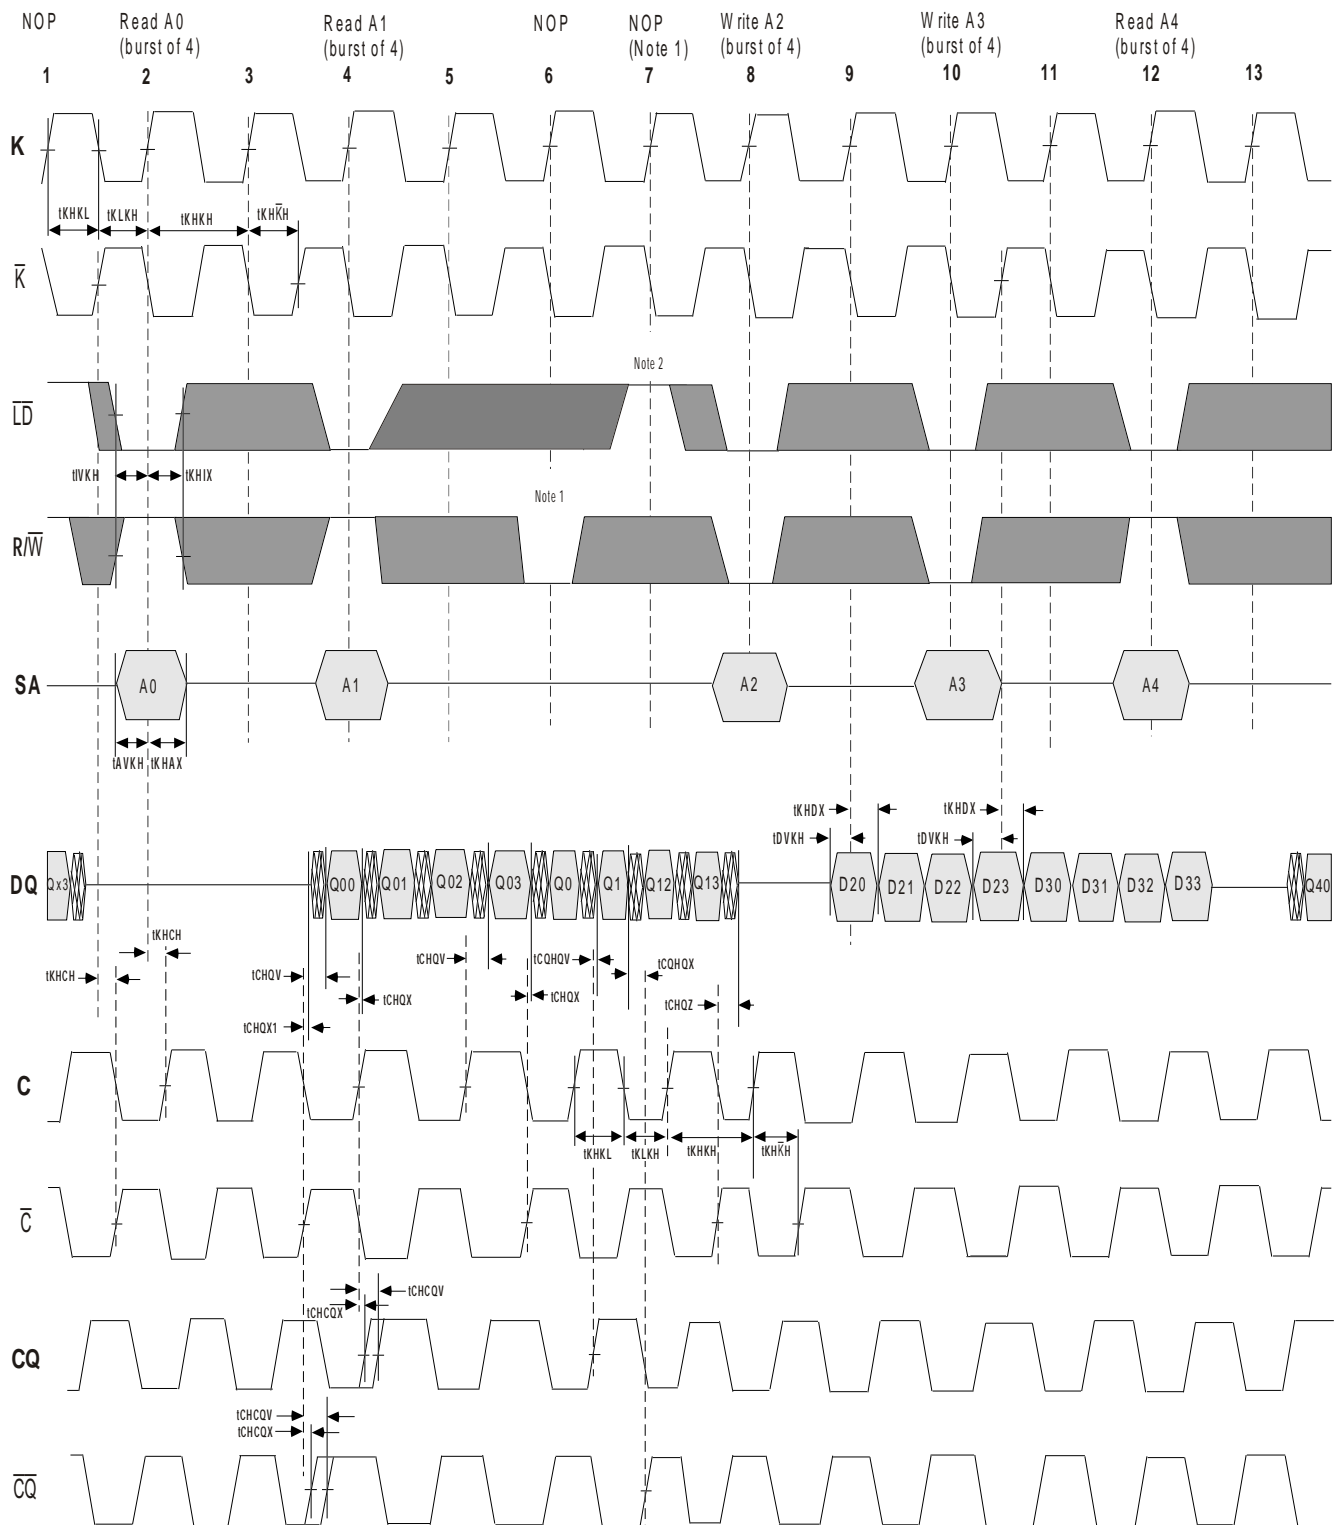 NOP Read A0 Read A1 NOP NOP Write A2 Write A3 Read A4
(burst of 4) (burst of 4) (Note 1) (burst of 4) (burst of 4) (burst of 4)
1 2 3 4 5 6 7 8 9 10 11 12 13
K
tKHKL tKLKH tKHKH tKHK̅H
K̅
Note 2
L̅D̅
tIVKH tKHIX
Note 1
R/W̅
SA A0 A1 A2 A3 A4
tAVKH tKHAX
tKHDX tKHDX
tDVKH tDVKH
DQ Qx3 Q00 Q01 Q02 Q03 Q0 Q1 Q12 Q13 D20 D21 D22 D23 D30 D31 D32 D33 Q40
tKHCH
tKHCH tCHQV tCHQV tCQHQV tCQHQX
tCHQX tCHQX tCHQZ
tCHQX1
C
tKHKL tKLKH tKHKH tKHK̅H
C̅
tCHCQV
tCHCQX
CQ
tCHCQV
tCHCQX
C̅Q̅